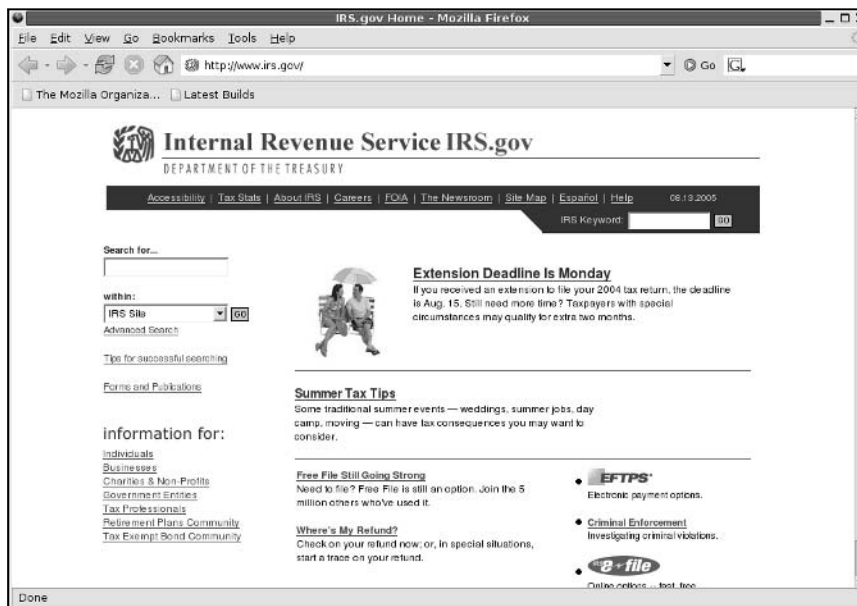 IRS.gov Home - Mozilla Firefox
File Edit View Go Bookmarks Tools Help
http://www.irs.gov/ Go G
The Mozilla Organiza... Latest Builds
Internal Revenue Service IRS.gov
DEPARTMENT OF THE TREASURY
Accessibility | Tax Stats | About IRS | Careers | FOIA | The Newsroom | Site Map | Español | Help 08.13.2005
IRS Keyword: GO
Search for...
within:
IRS Site GO
Advanced Search
Tips for successful searching
Forms and Publications
information for:
Individuals
Businesses
Charities & Non-Profits
Government Entities
Tax Professionals
Retirement Plans Community
Tax Exempt Bond Community
Extension Deadline Is Monday
If you received an extension to file your 2004 tax return, the deadline
is Aug. 15. Still need more time? Taxpayers with special
circumstances may qualify for extra two months.
Summer Tax Tips
Some traditional summer events — weddings, summer jobs, day
camp, moving — can have tax consequences you may want to
consider.
Free File Still Going Strong
Need to file? Free File is still an option. Join the 5
million others who've used it.
Where's My Refund?
Check on your refund now; or, in special situations,
start a trace on your refund.
EFTPS
Electronic payment options.
Criminal Enforcement
Investigating criminal violations.
IRS e-file
Online options -- fast, free
Done